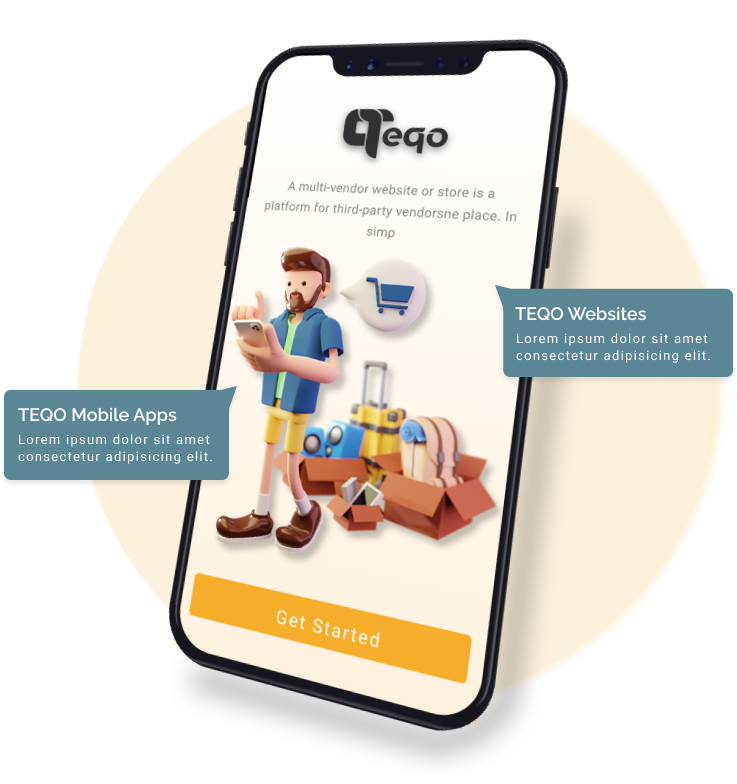 Teqo
A multi-vendor website or store is a
platform for third-party vendorsne place. In
simp
TEQO Websites
Lorem ipsum dolor sit amet
consectetur adipisicing elit.
TEQO Mobile Apps
Lorem ipsum dolor sit amet
consectetur adipisicing elit.
Get Started